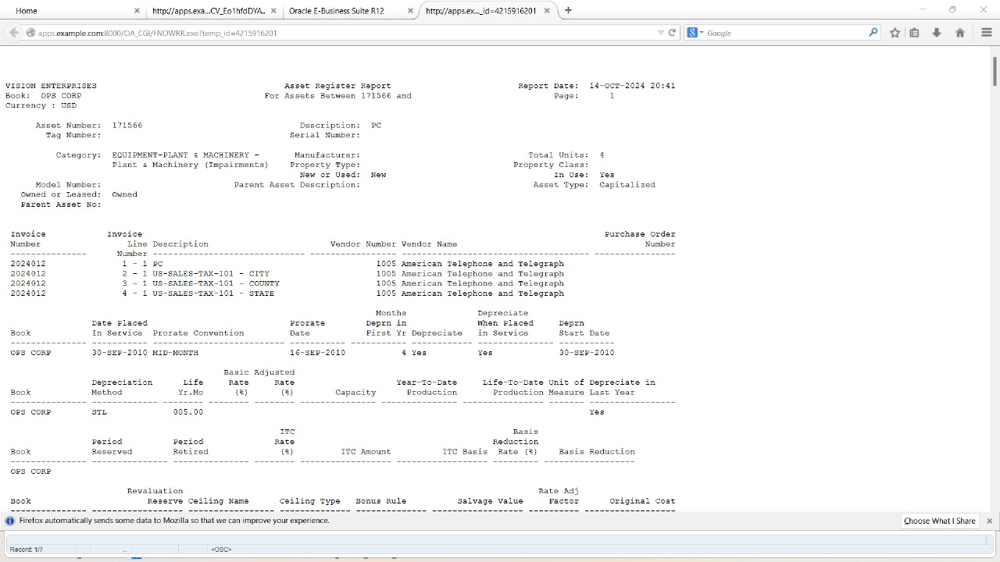 Home
http://apps.exa...CV_Eo1hfdDYA..
Oracle E-Business Suite R12
http://apps.ex..._id=4215916201
apps.example.com:8000/OA_CGI/FNDWRR.exe?temp_id=4215916201
Google
VISION ENTERPRISES Asset Register Report Report Date: 14-OCT-2024 20:41
Book: OPS CORP For Assets Between 171566 and Page: 1
Currency : USD
Asset Number: 171566 Description: PC
Tag Number: Serial Number:
Category: EQUIPMENT-PLANT & MACHINERY - Manufacturer: Total Units: 4
Plant & Machinery (Impairments) Property Type: Property Class:
New or Used: New In Use: Yes
Model Number: Parent Asset Description: Asset Type: Capitalized
Owned or Leased: Owned
Parent Asset No:
Invoice Invoice Purchase Order
Number Line Description Vendor Number Vendor Name Number
Number
2024012 1 - 1 PC 1005 American Telephone and Telegraph
2024012 2 - 1 US-SALES-TAX-101 - CITY 1005 American Telephone and Telegraph
2024012 3 - 1 US-SALES-TAX-101 - COUNTY 1005 American Telephone and Telegraph
2024012 4 - 1 US-SALES-TAX-101 - STATE 1005 American Telephone and Telegraph
Months Depreciate
Date Placed Prorate Deprn in When Placed Deprn
Book In Service Prorate Convention Date First Yr Depreciate in Service Start Date
OPS CORP 30-SEP-2010 MID-MONTH 16-SEP-2010 4 Yes Yes 30-SEP-2010
Basic Adjusted
Depreciation Life Rate Rate Year-To-Date Life-To-Date Unit of Depreciate in
Book Method Yr.Mo (%) (%) Capacity Production Production Measure Last Year
OPS CORP STL 005.00 Yes
ITC Basis
Period Period Rate Reduction
Book Reserved Retired (%) ITC Amount ITC Basis Rate (%) Basis Reduction
OPS CORP
Revaluation Rate Adj
Book Reserve Ceiling Name Ceiling Type Bonus Rule Salvage Value Factor Original Cost
Firefox automatically sends some data to Mozilla so that we can improve your experience. Choose What I Share
Record: 1/? ... <OSC>